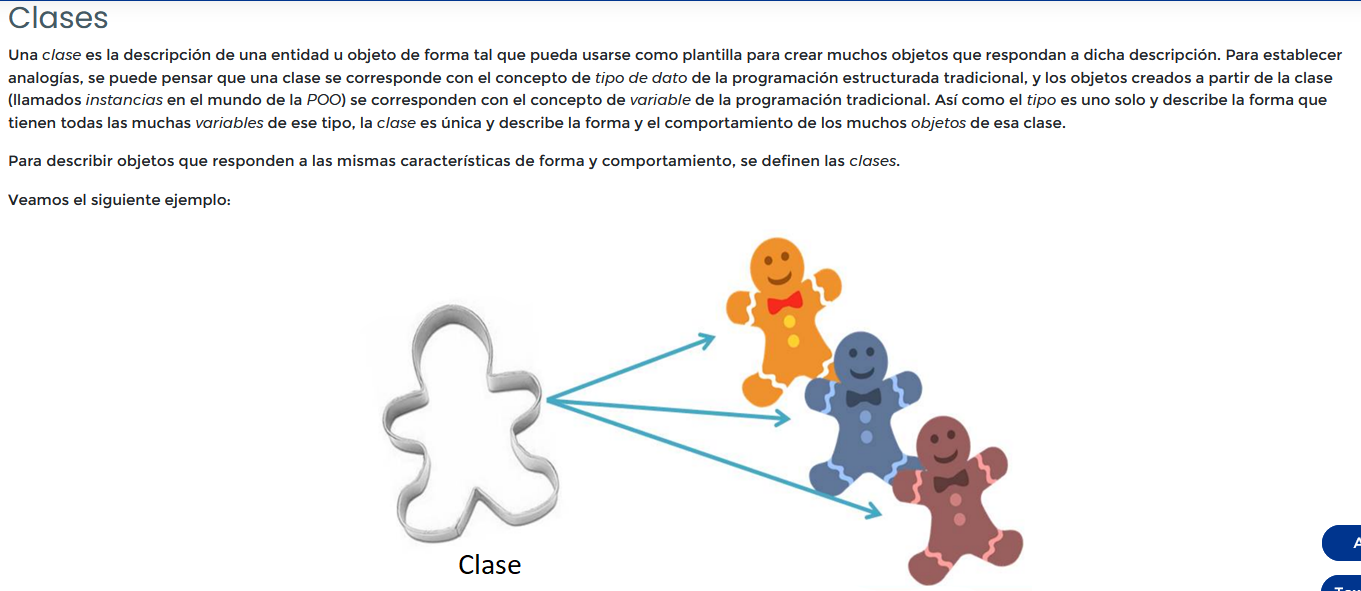 Clases
Una clase es la descripción de una entidad u objeto de forma tal que pueda usarse como plantilla para crear muchos objetos que respondan a dicha descripción. Para establecer
analogías, se puede pensar que una clase se corresponde con el concepto de tipo de dato de la programación estructurada tradicional, y los objetos creados a partir de la clase
(llamados instancias en el mundo de la POO) se corresponden con el concepto de variable de la programación tradicional. Así como el tipo es uno solo y describe la forma que
tienen todas las muchas variables de ese tipo, la clase es única y describe la forma y el comportamiento de los muchos objetos de esa clase.
Para describir objetos que responden a las mismas características de forma y comportamiento, se definen las clases.
Veamos el siguiente ejemplo:
Clase